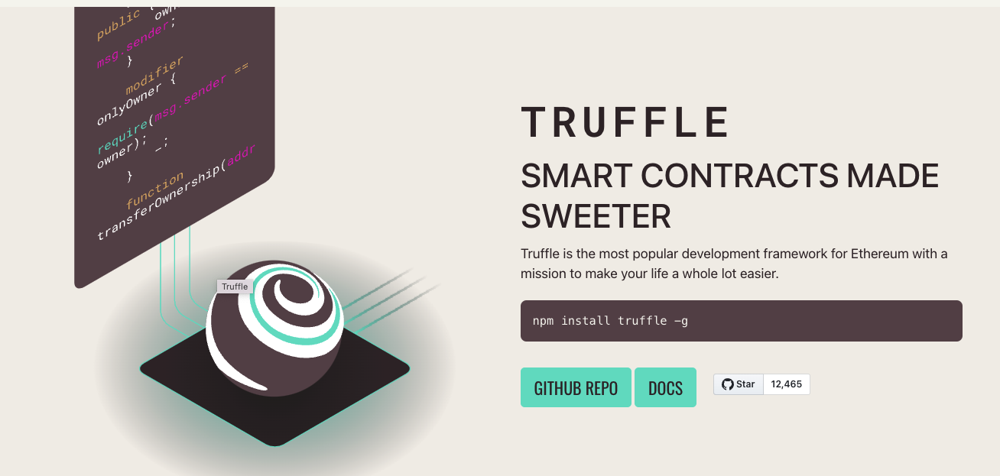 public {
own
msg.sender;
}
modifier
onlyOwner {
require(msg.sender ==
owner);
_;
}
function
transferOwnership(addr
Truffle
TRUFFLE
SMART CONTRACTS MADE
SWEETER
Truffle is the most popular development framework for Ethereum with a
mission to make your life a whole lot easier.
npm install truffle -g
GITHUB REPO
DOCS
Star
12,465